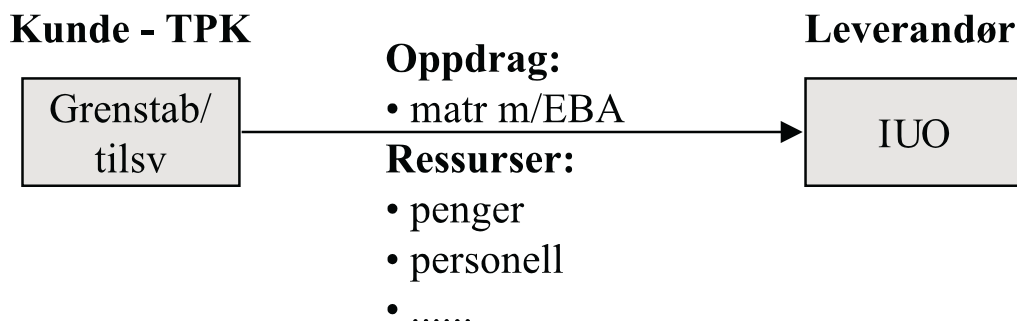 Kunde - TPK
Leverandør
Oppdrag:
• matr m/EBA
Grenstab/
tilsv
IUO
Ressurser:
• penger
• personell
• ......